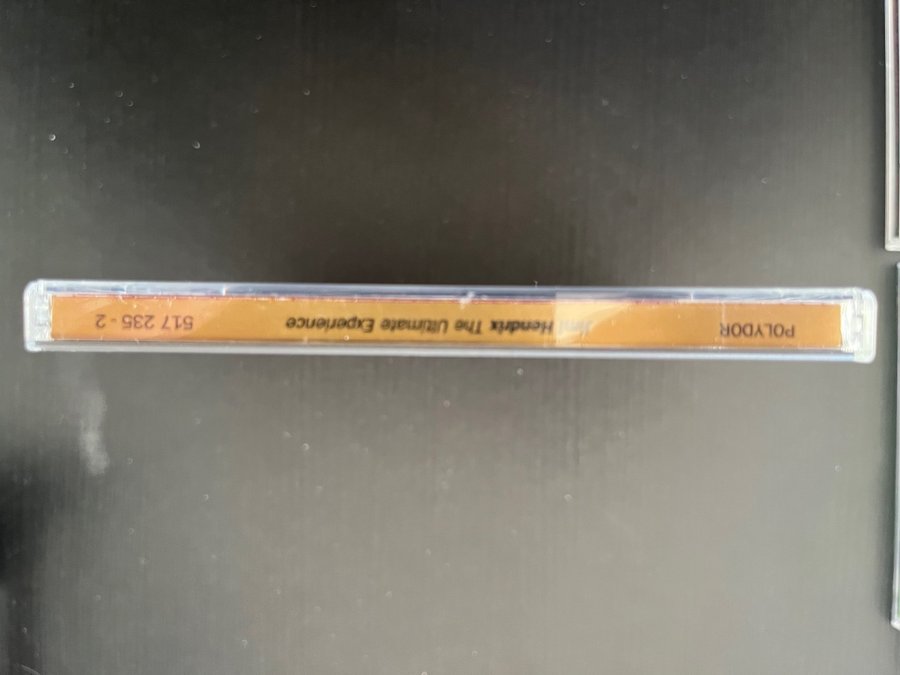 POLYDOR Jimi Hendrix The Ultimate Experience 517 235 - 2